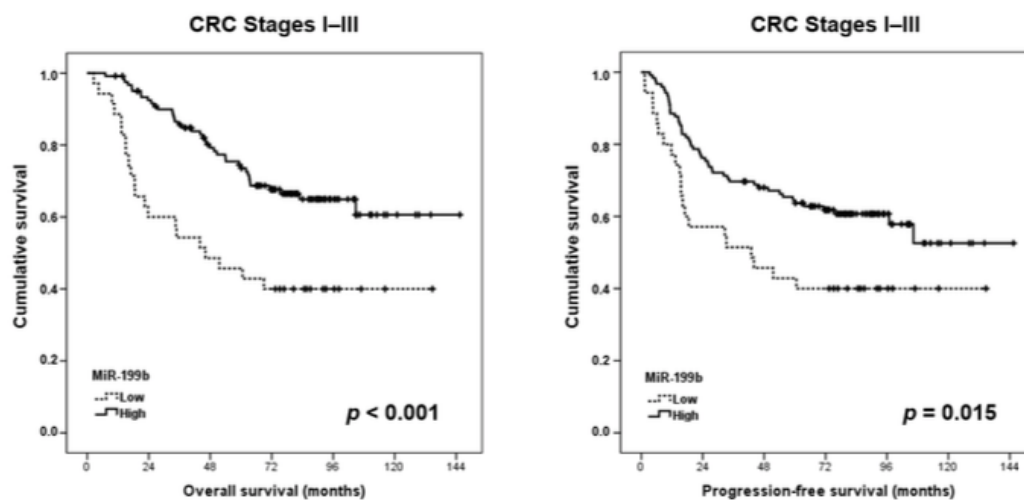 CRC Stages I–III
Cumulative survival
1.0
0.8
0.6
0.4
0.2
0.0
MiR-199b
Low
High
p < 0.001
0 24 48 72 96 120 144
Overall survival (months)
CRC Stages I–III
Cumulative survival
1.0
0.8
0.6
0.4
0.2
0.0
MiR-199b
Low
High
p = 0.015
0 24 48 72 96 120 144
Progression-free survival (months)